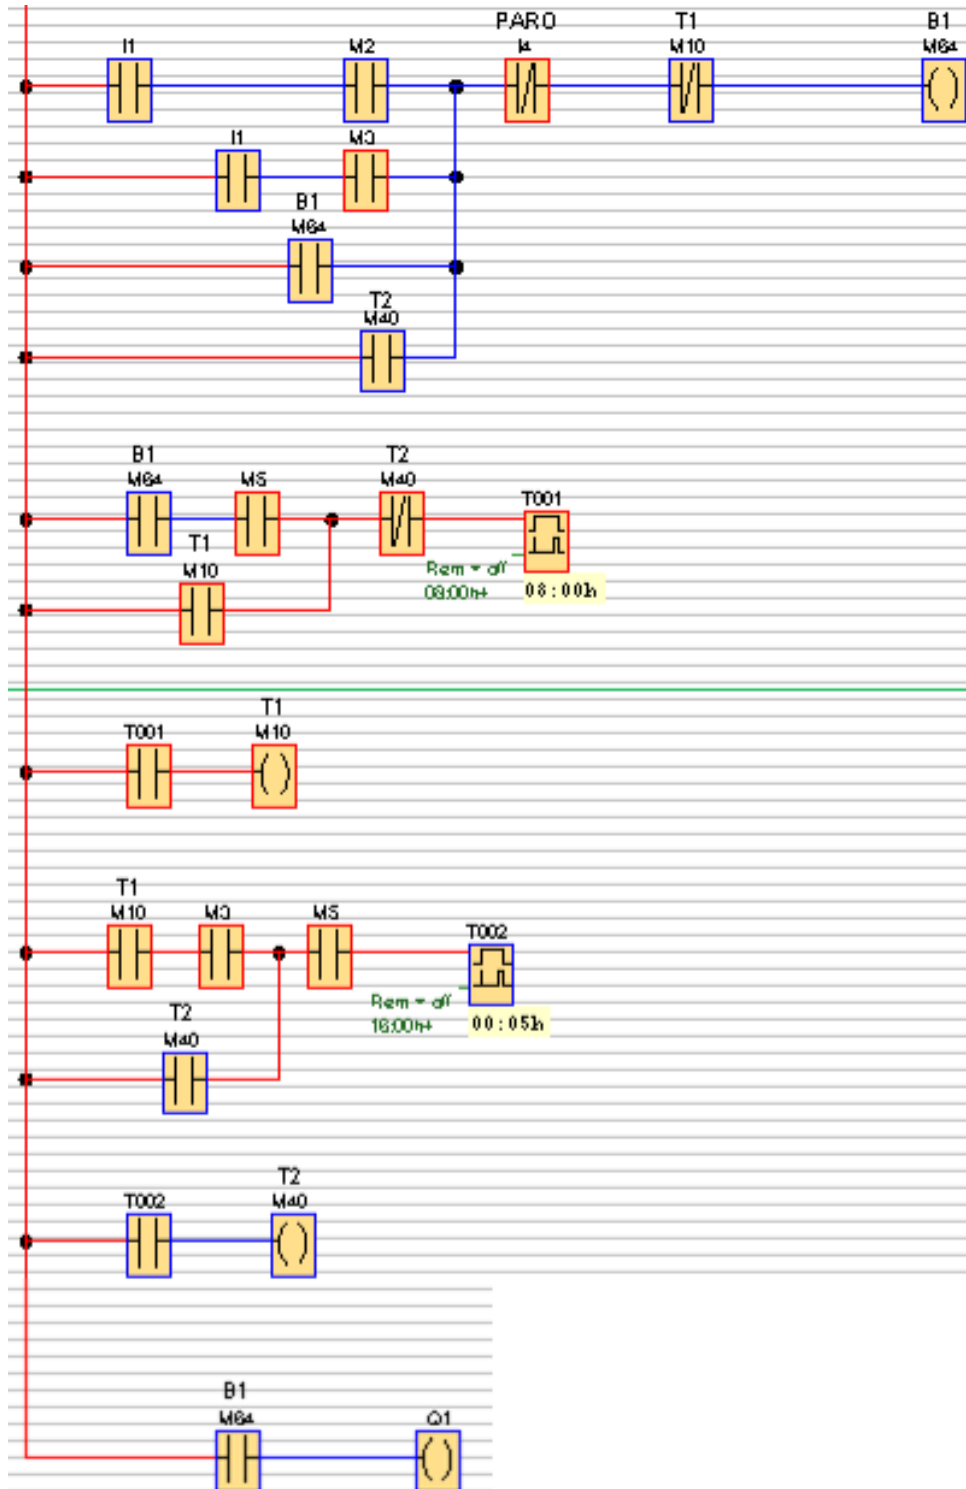 PARO T1 B1
I1 M2 I4 M10 M64
I1 M3
B1
M64
T2
M40
B1 T2
M64 M5 M40 T001
T1
M10
Rem = off
08:00h+ 08:00h
T1
T001 M10
T1
M10 M3 M5 T002
Rem = off
16:00h+ 00:05h
T2
M40
T2
T002 M40
B1
M64 Q1